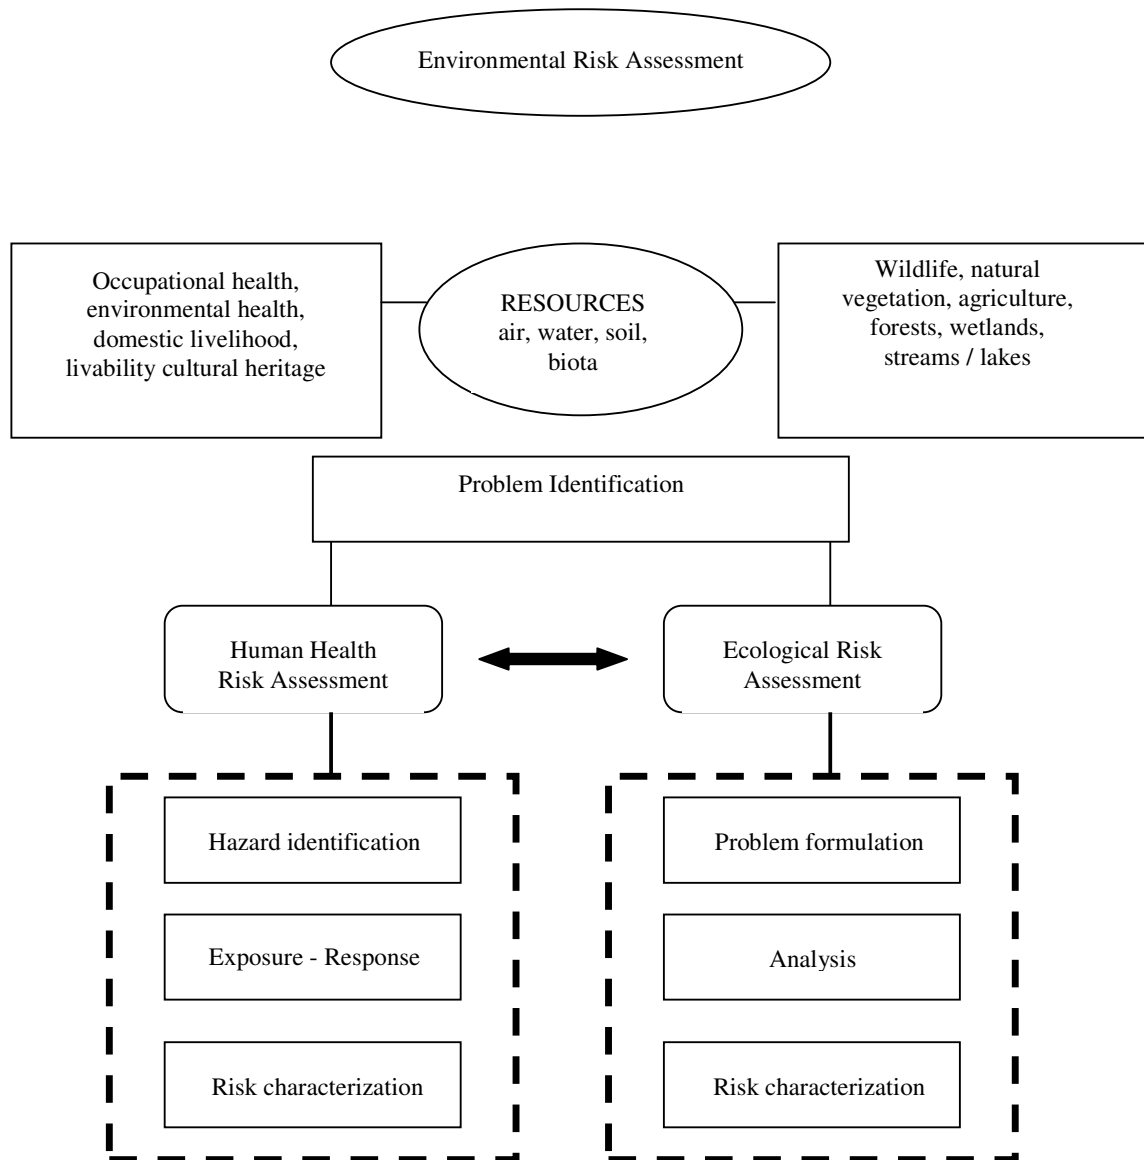 Environmental Risk Assessment
Occupational health,
environmental health,
domestic livelihood,
livability cultural heritage
RESOURCES
air, water, soil,
biota
Wildlife, natural
vegetation, agriculture,
forests, wetlands,
streams / lakes
Problem Identification
Human Health
Risk Assessment
Ecological Risk
Assessment
Hazard identification
Exposure - Response
Risk characterization
Problem formulation
Analysis
Risk characterization